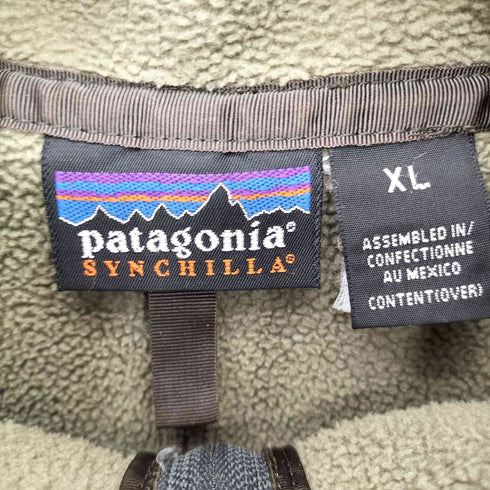 patagonia®
SYNCHILLA®
XL
ASSEMBLED IN/
CONFECTIONNE
AU MEXICO
CONTENT(OVER)